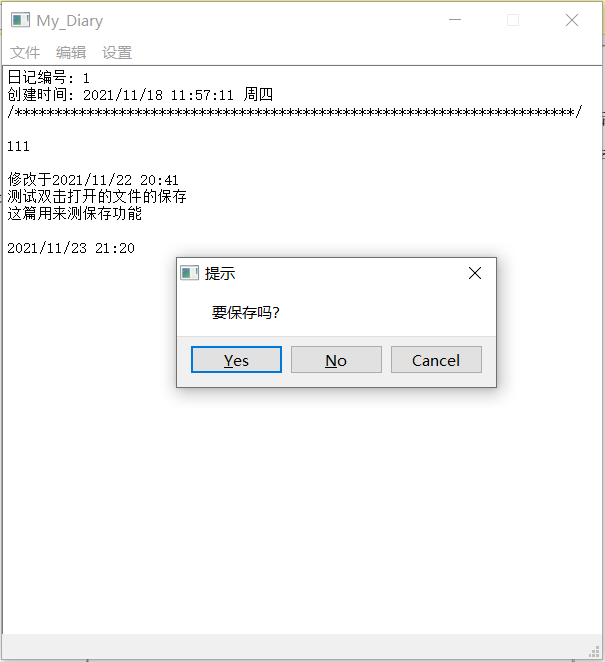 My_Diary
文件 编辑 设置
日记编号: 1
创建时间: 2021/11/18 11:57:11 周四
/**********************************************************************/
111
修改于2021/11/22 20:41
测试双击打开的文件的保存
这篇用来测保存功能
2021/11/23 21:20
提示
要保存吗?
Yes No Cancel